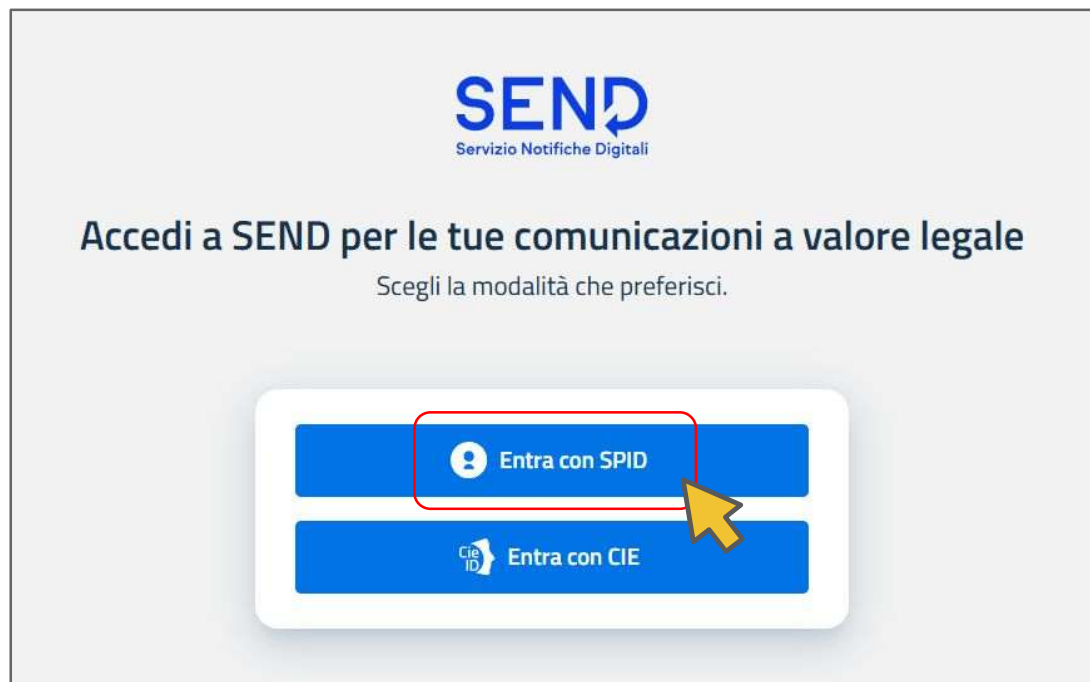 SEND
Servizio Notifiche Digitali
Accedi a SEND per le tue comunicazioni a valore legale
Scegli la modalità che preferisci.
Entra con SPID
Cie ID
Entra con CIE